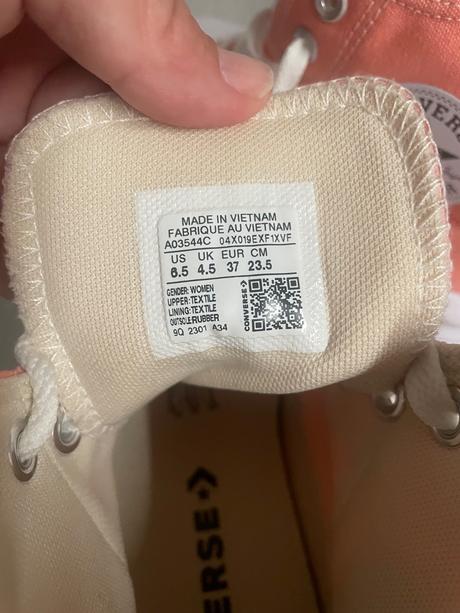 MADE IN VIETNAM
FABRIQUE AU VIETNAM
A03544C 04X019EXF1XVF
US UK EUR CM
6.5 4.5 37 23.5
GENDER: WOMEN
UPPER: TEXTILE
LINING: TEXTILE
OUTSOLE: RUBBER
9Q 2301 A34
CONVERSE